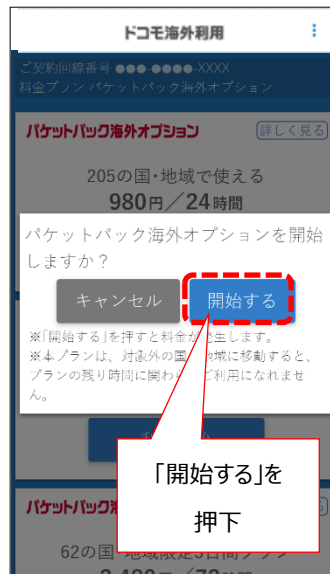 ドコモ海外利用
ご契約回線番号 ●●●-●●●●-XXXX
料金プラン パケットパック海外オプション
パケットパック海外オプション
詳しく見る
205の国・地域で使える
980円／24時間
パケットパック海外オプションを開始
しますか？
キャンセル
開始する
※「開始する」を押すと料金が発生します。
※本プランは、対象外の国 地域に移動すると、
プランの残り時間に関わら ご利用になれませ
ん。
「開始する」を
押下
パケットパック海
62の国・地域限定3日間プラン
2,480円／72時間